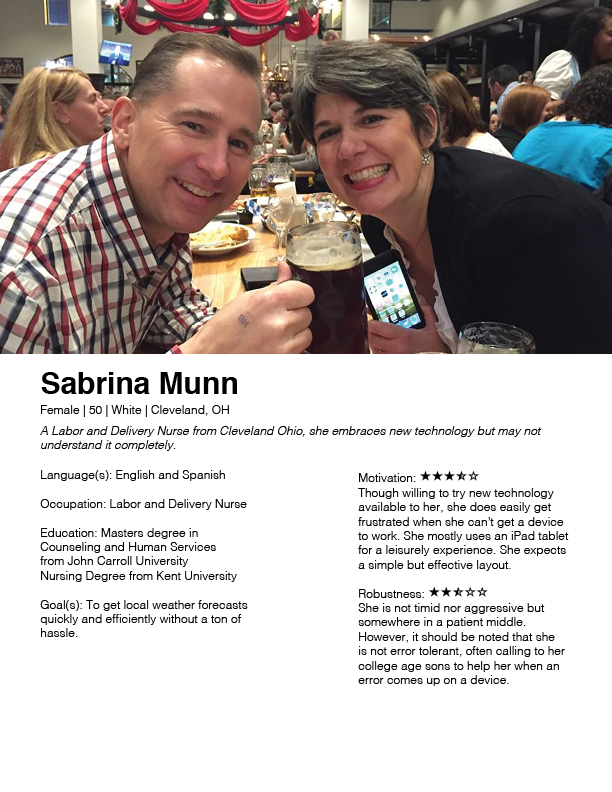 Sabrina Munn
Female | 50 | White | Cleveland, OH
A Labor and Delivery Nurse from Cleveland Ohio, she embraces new technology but may not
understand it completely.
Language(s): English and Spanish
Occupation: Labor and Delivery Nurse
Education: Masters degree in
Counseling and Human Services
from John Carroll University
Nursing Degree from Kent University
Goal(s): To get local weather forecasts
quickly and efficiently without a ton of
hassle.
Motivation:
Though willing to try new technology
available to her, she does easily get
frustrated when she can't get a device
to work. She mostly uses an iPad tablet
for a leisurely experience. She expects
a simple but effective layout.
Robustness:
She is not timid nor aggressive but
somewhere in a patient middle.
However, it should be noted that she
is not error tolerant, often calling to her
college age sons to help her when an
error comes up on a device.